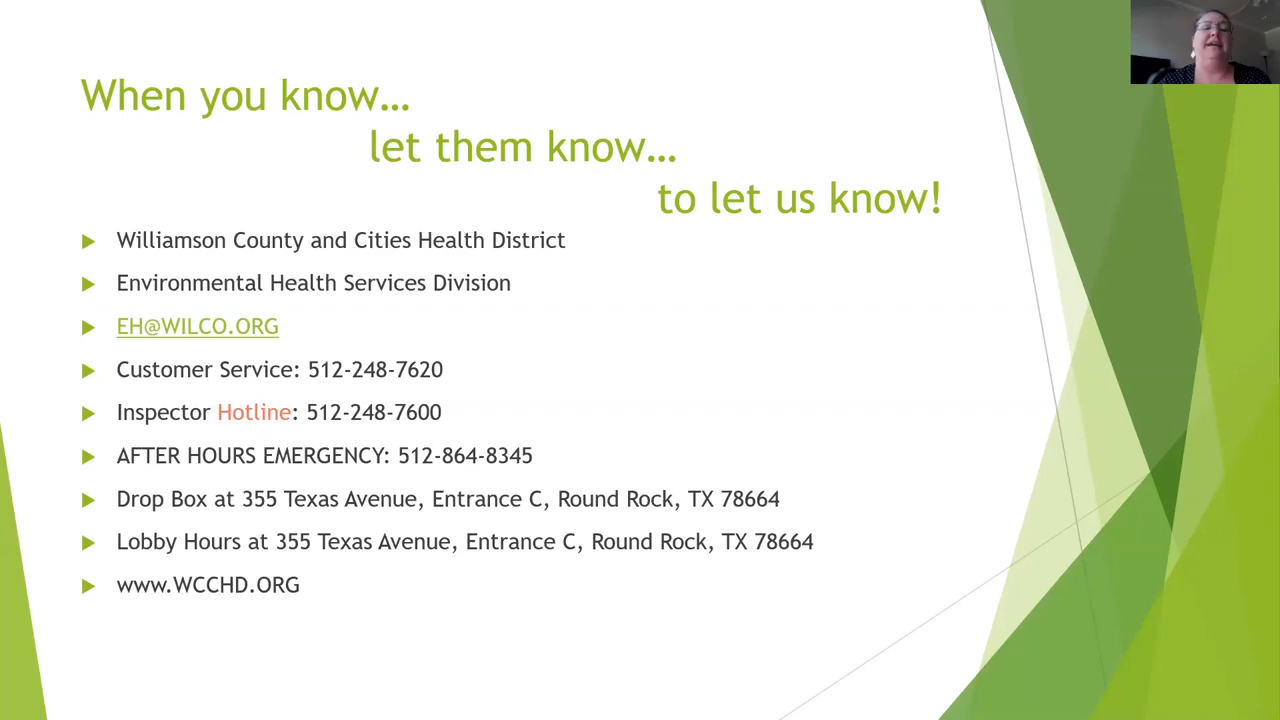 When you know…
let them know…
to let us know!
Williamson County and Cities Health District
Environmental Health Services Division
EH@WILCO.ORG
Customer Service: 512-248-7620
Inspector Hotline: 512-248-7600
AFTER HOURS EMERGENCY: 512-864-8345
Drop Box at 355 Texas Avenue, Entrance C, Round Rock, TX 78664
Lobby Hours at 355 Texas Avenue, Entrance C, Round Rock, TX 78664
www.WCCHD.ORG